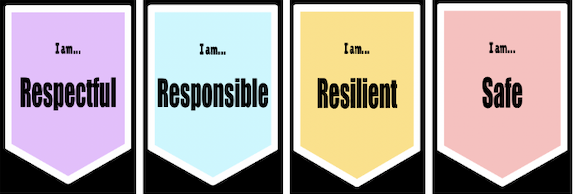 I am...
Respectful
I am...
Responsible
I am...
Resilient
I am...
Safe